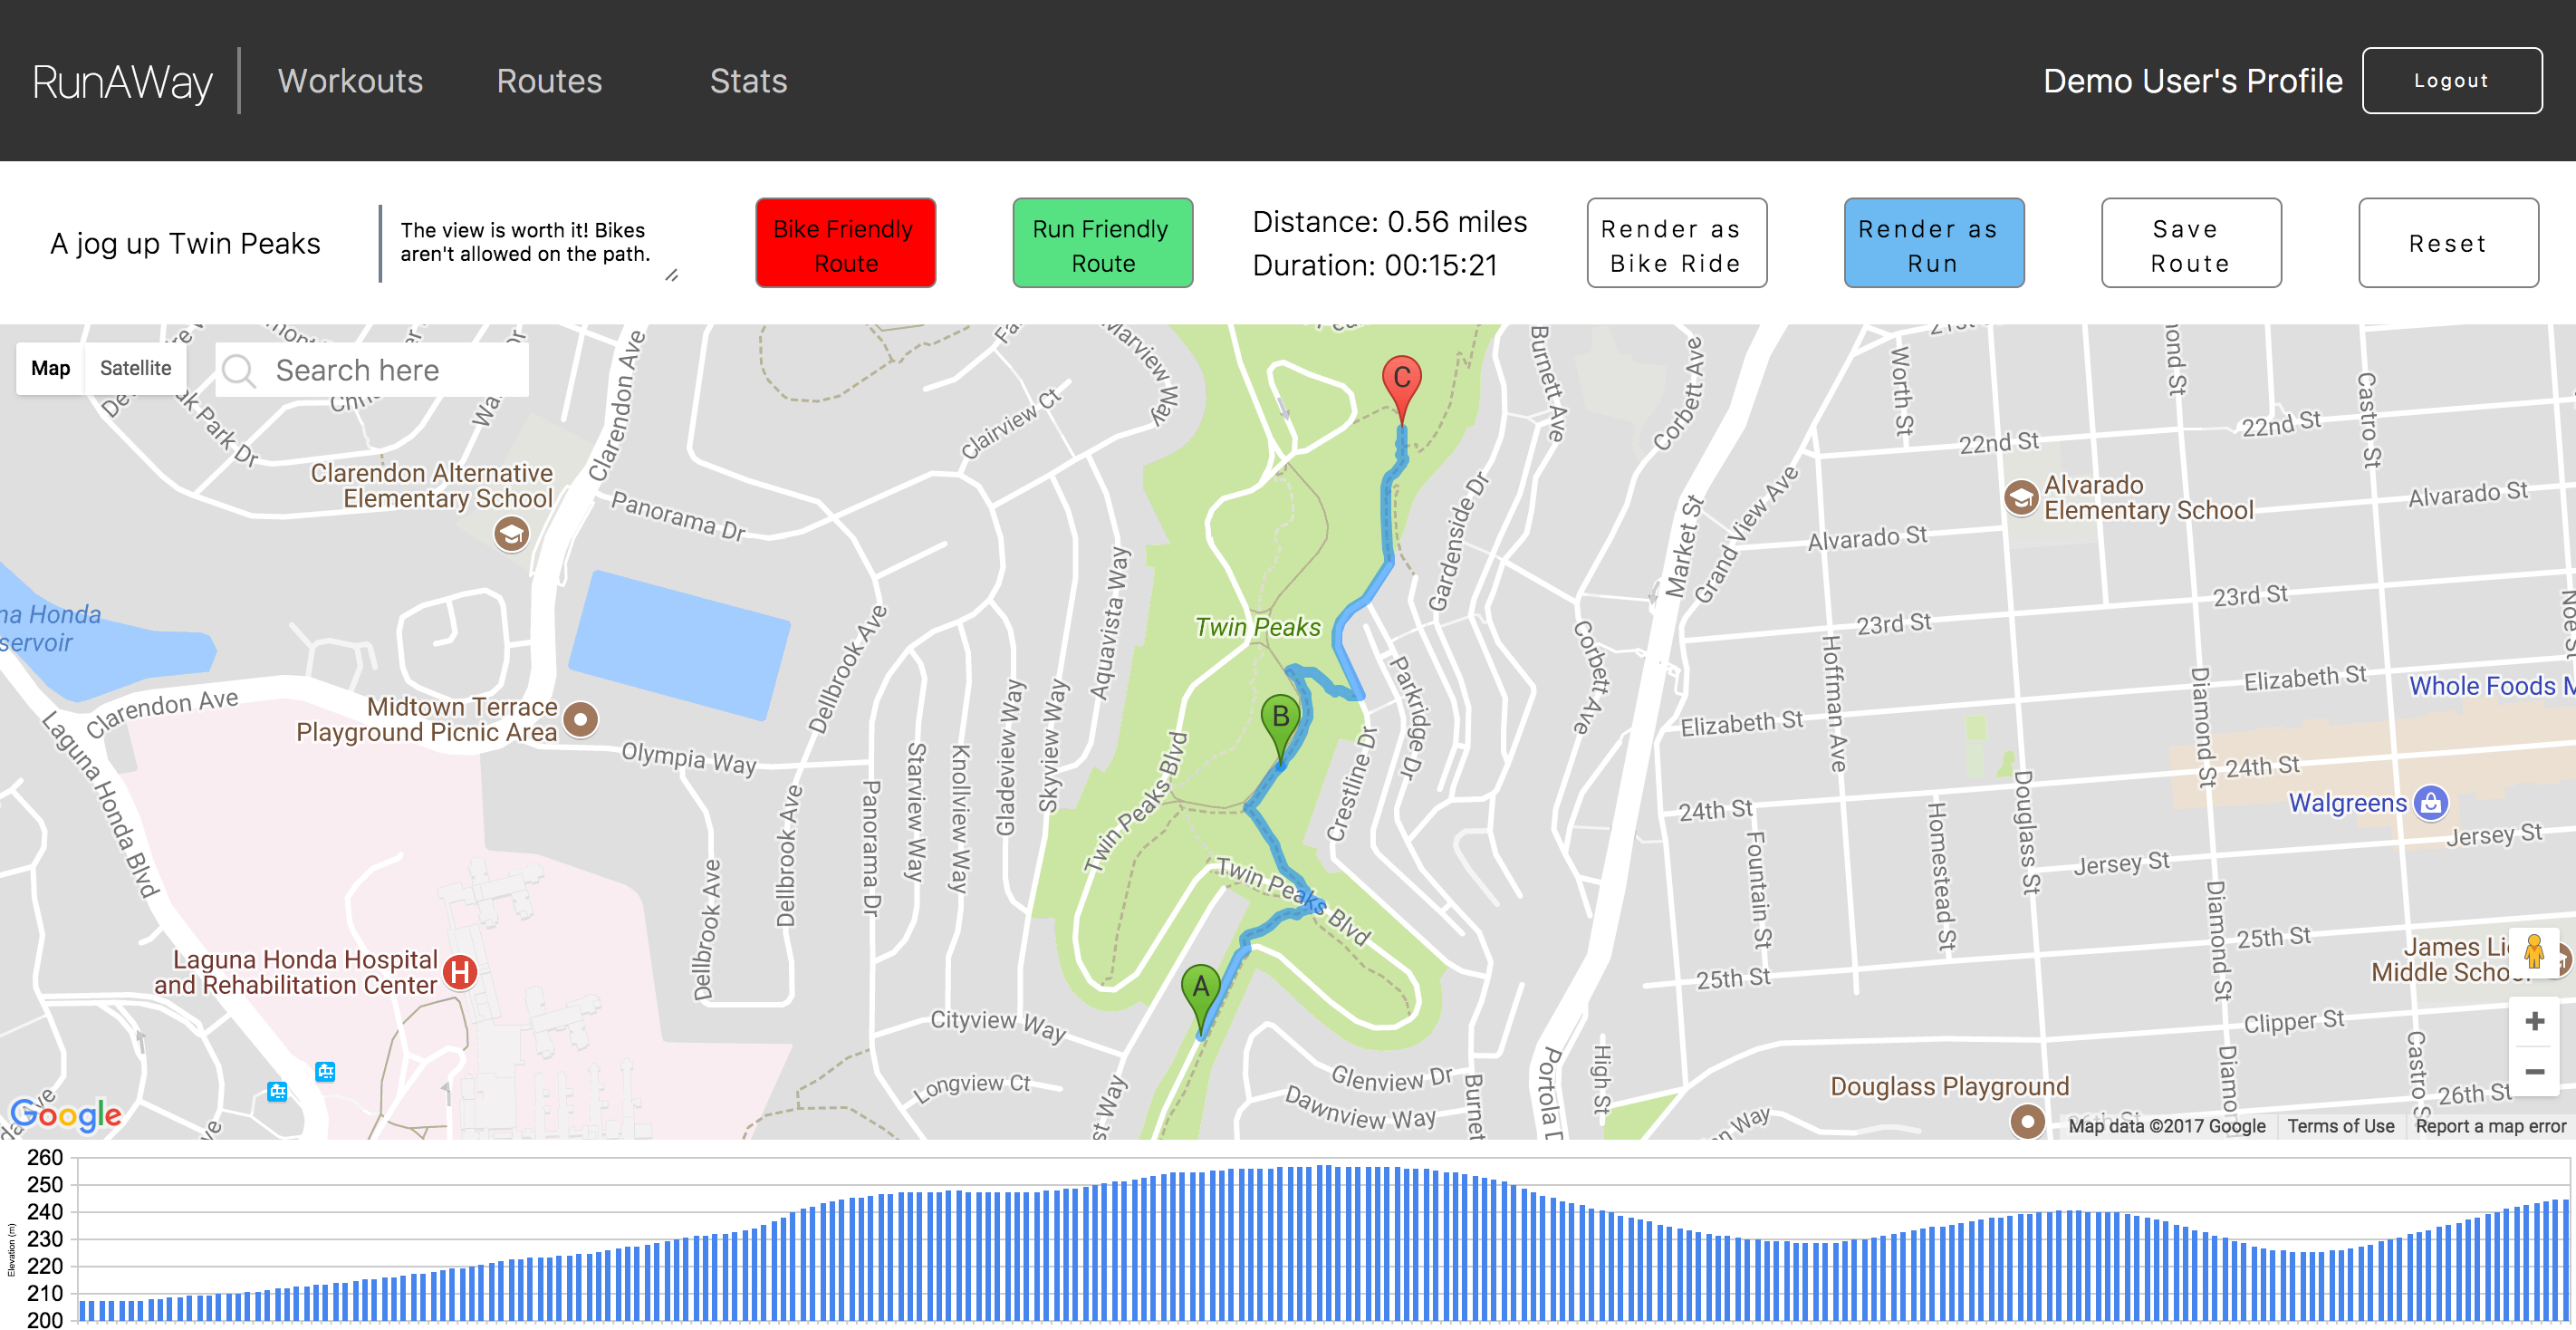 RunAWay
Workouts
Routes
Stats
Demo User's Profile
Logout
A jog up Twin Peaks
The view is worth it! Bikes
aren't allowed on the path.
Bike Friendly
Route
Run Friendly
Route
Distance: 0.56 miles
Duration: 00:15:21
Render as
Bike Ride
Render as
Run
Save
Route
Reset
Map
Satellite
Search here
Clarendon Ave
Marview Way
Clairview Ct
Burnett Ave
Corbett Ave
Worth St
22nd St
22nd St
Castro St
Clarendon Alternative
Elementary School
Panorama Dr
C
Gardenside Dr
Market St
Grand View Ave
Alvarado
Elementary School
Alvarado St
Alvarado St
23rd St
23rd St
Twin Peaks
Aquavista Way
Dellbrook Ave
Clarendon Ave
Laguna Honda Blvd
Midtown Terrace
Playground Picnic Area
Olympia Way
Skyview Way
Gladeview Way
Knollview Way
Starview Way
Panorama Dr
Dellbrook Ave
Dellbrook Ave
Twin Peaks Blvd
B
Parkridge Dr
Crestline Dr
Corbett Ave
Hoffman Ave
Elizabeth St
Elizabeth St
Whole Foods M
Diamond St
24th St
24th St
Walgreens
Jersey St
Jersey St
Douglass St
Fountain St
Homestead St
Twin Peaks Blvd
Diamond St
25th St
25th St
Laguna Honda Hospital
and Rehabilitation Center
H
A
James Li
Middle Schoo
Cityview Way
Longview Ct
Glenview Dr
Dawnview Way
Burnet
Portola D
High St
Clipper St
Castro S
26th St
Douglass Playground
Google
Map data ©2017 Google
Terms of Use
Report a map error
Elevation (m)
260
250
240
230
220
210
200